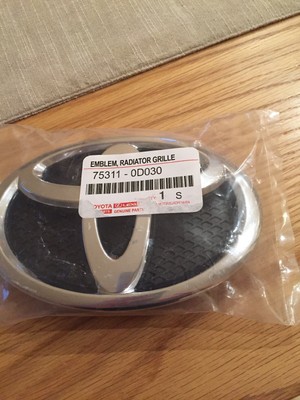 EMBLEM, RADIATOR GRILLE
75311 - 0D030
1 S
TOYOTA
GENUINE PARTS